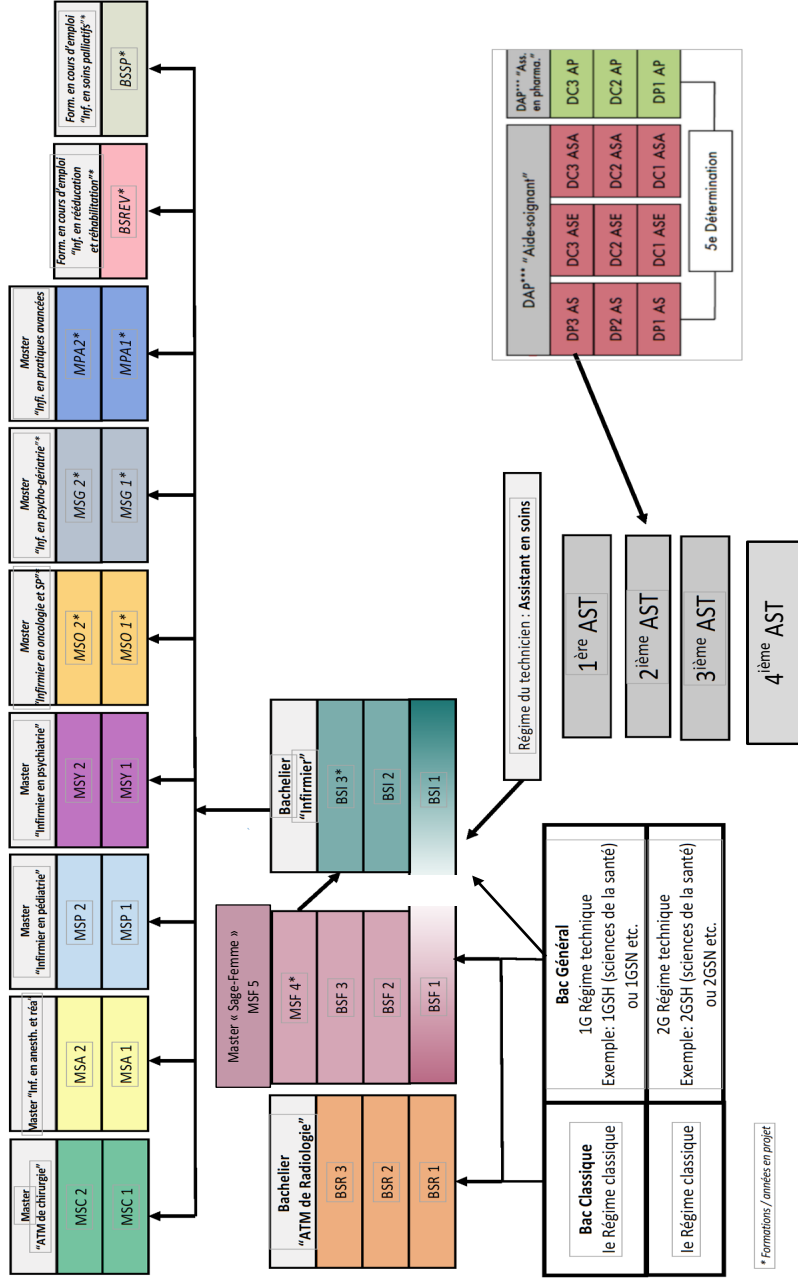 Master
"ATM de chirurgie"
MSC 2
MSC 1
Master "Inf. en anesth. et réa"
MSA 2
MSA 1
Master
"Infirmier en pédiatrie"
MSP 2
MSP 1
Master
"Infirmier en psychiatrie"
MSY 2
MSY 1
Master
"Infirmier en oncologie et SP"*
MSO 2*
MSO 1*
Master
"Inf. en psycho-gériatrie"*
MSG 2*
MSG 1*
Master
"Infi. en pratiques avancées
MPA2*
MPA1*
Form. en cours d'emploi
"Inf. en rééducation
et réhabilitation"*
BSREV*
Form. en cours d'emploi
"Inf. en soins palliatifs"*
BSSP*
Bachelier
"ATM de Radiologie"
BSR 3
BSR 2
BSR 1
Master « Sage-Femme »
MSF 5
MSF 4*
BSF 3
BSF 2
BSF 1
Bachelier
"Infirmier"
BSI 3*
BSI 2
BSI 1
Régime du technicien : Assistant en soins
1ère AST
2ième AST
3ième AST
4ième AST
DAP*** "Aide-soignant"
DP3 AS
DC3 ASE
DC3 ASA
DP2 AS
DC2 ASE
DC2 ASA
DP1 AS
DC1 ASE
DC1 ASA
DAP*** "Ass.
en pharma."
DC3 AP
DC2 AP
DP1 AP
5e Détermination
Bac Classique
le Régime classique
Bac Général
1G Régime technique
Exemple: 1GSH (sciences de la santé)
ou 1GSN etc.
le Régime classique
2G Régime technique
Exemple: 2GSH (sciences de la santé)
ou 2GSN etc.
* Formations / années en projet